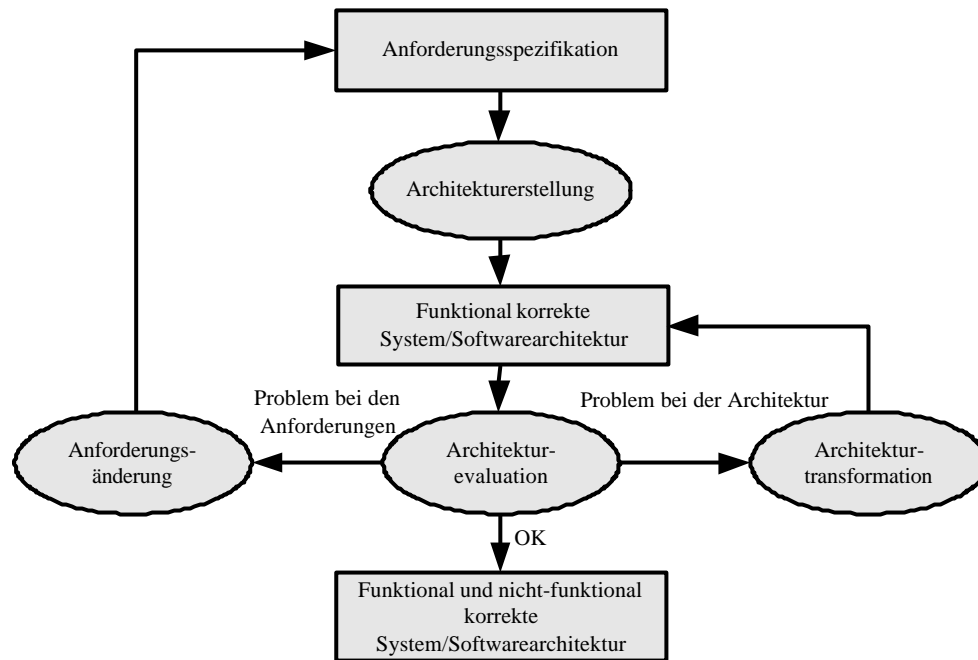 Anforderungsspezifikation
Architekturerstellung
Funktional korrekte
System/Softwarearchitektur
Problem bei den
Anforderungen
Problem bei der Architektur
Anforderungs-
änderung
Architektur-
evaluation
Architektur-
transformation
OK
Funktional und nicht-funktional
korrekte
System/Softwarearchitektur